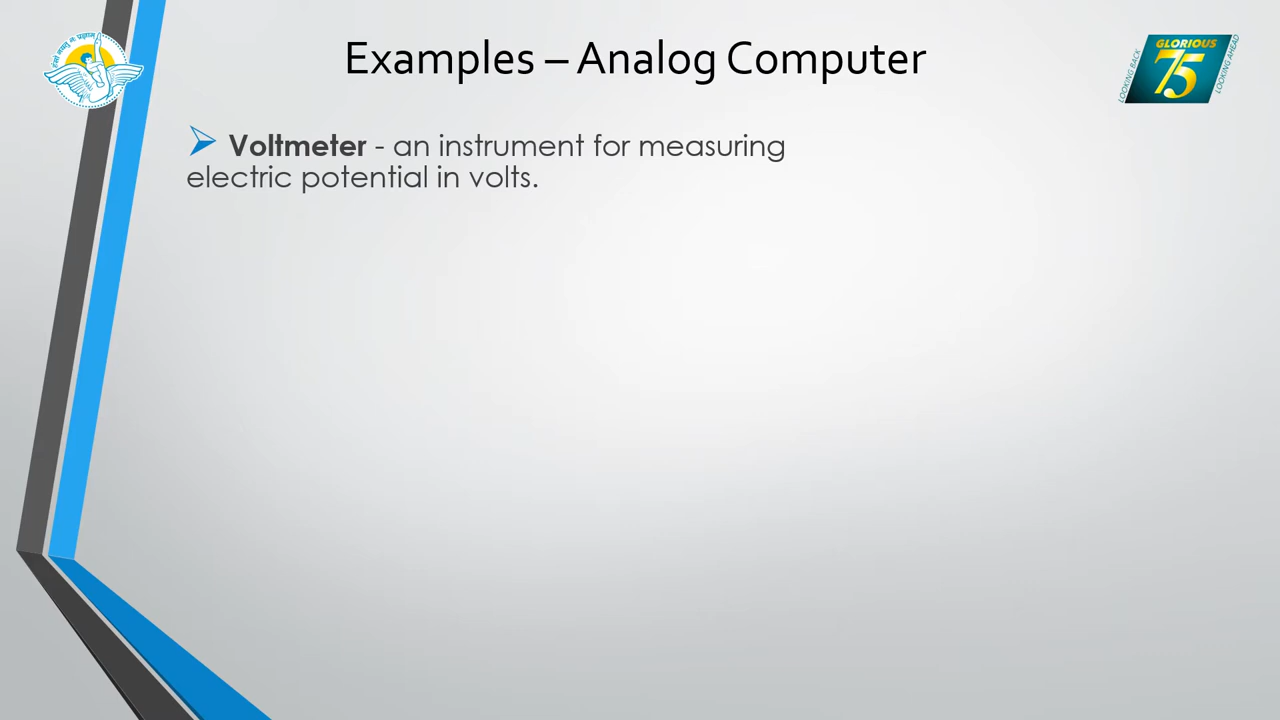 Examples – Analog Computer
GLORIOUS
75
LOOKING BACK
LOOKING AHEAD
Voltmeter - an instrument for measuring
electric potential in volts.